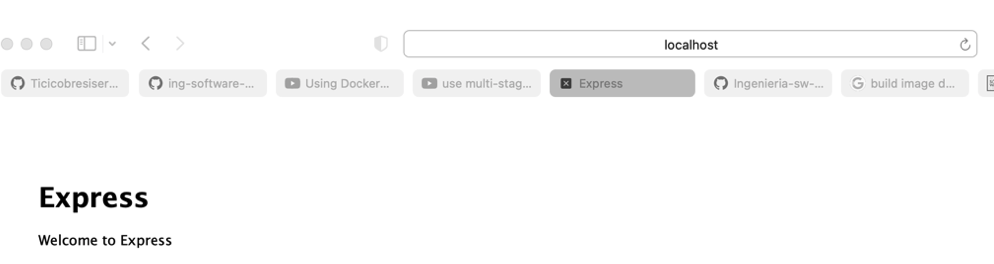 localhost
Ticicobresiser...
ing-software-...
Using Docker...
use multi-stag...
Express
Ingenieria-sw-...
build image d...
Express
Welcome to Express